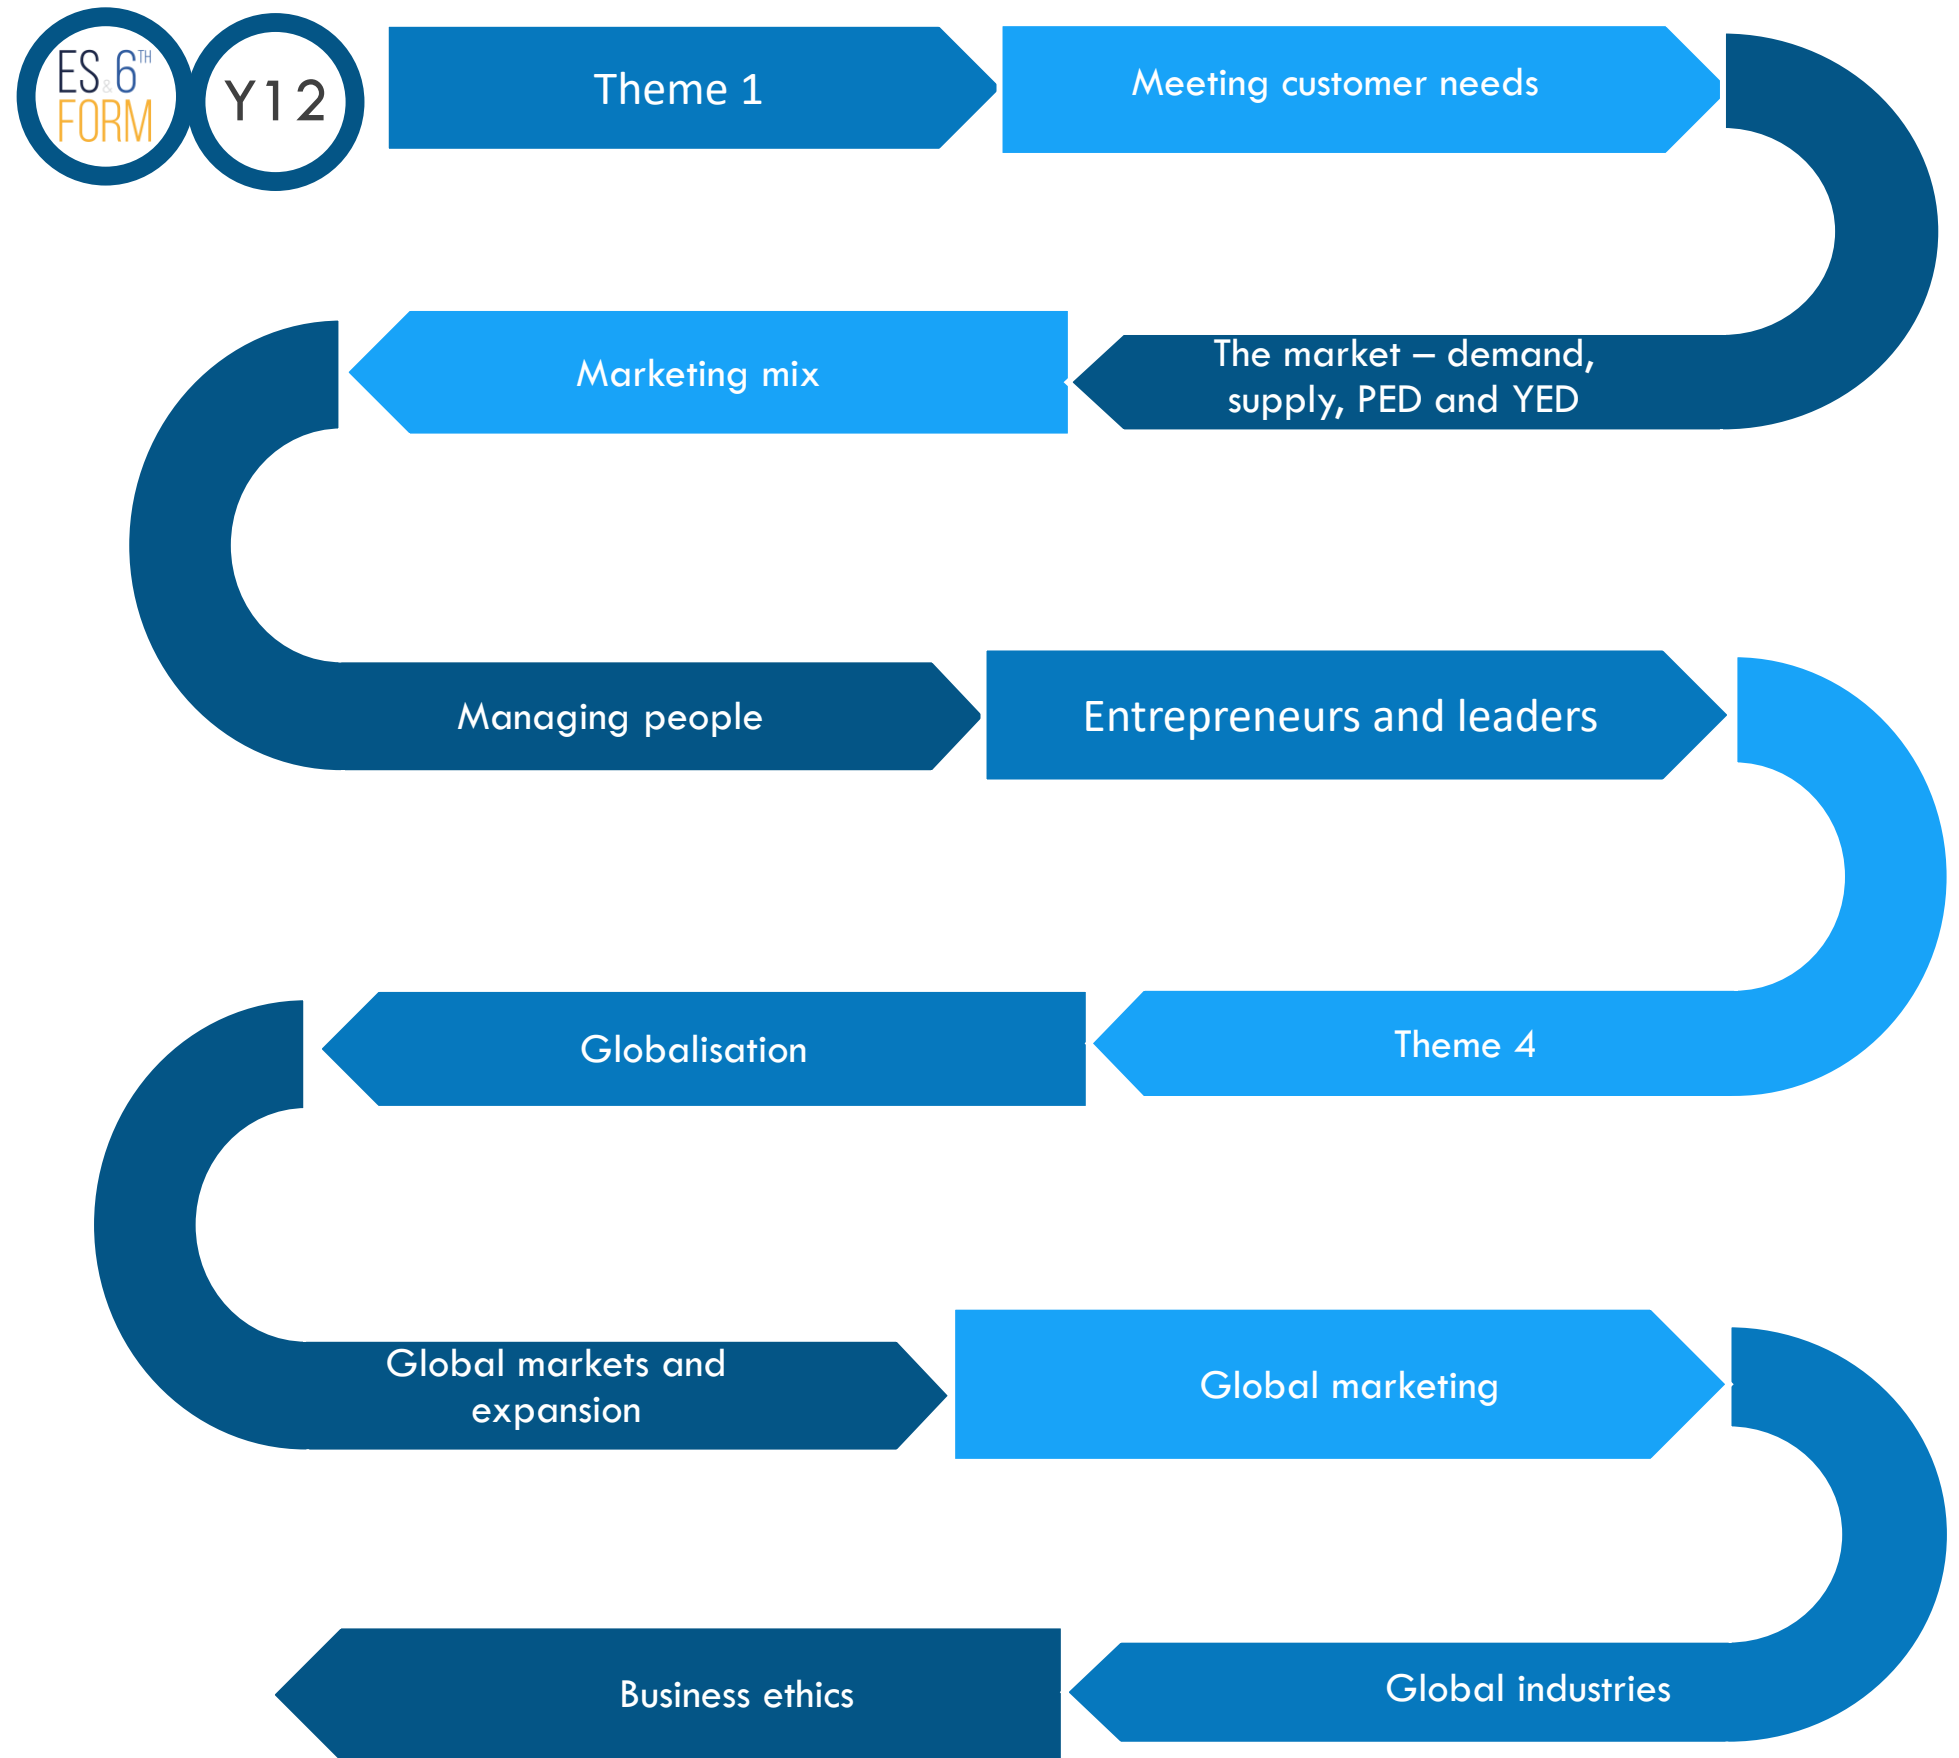 ES & 6TH
FORM
Y12
Theme 1
Meeting customer needs
The market – demand,
supply, PED and YED
Marketing mix
Managing people
Entrepreneurs and leaders
Theme 4
Globalisation
Global markets and
expansion
Global marketing
Global industries
Business ethics